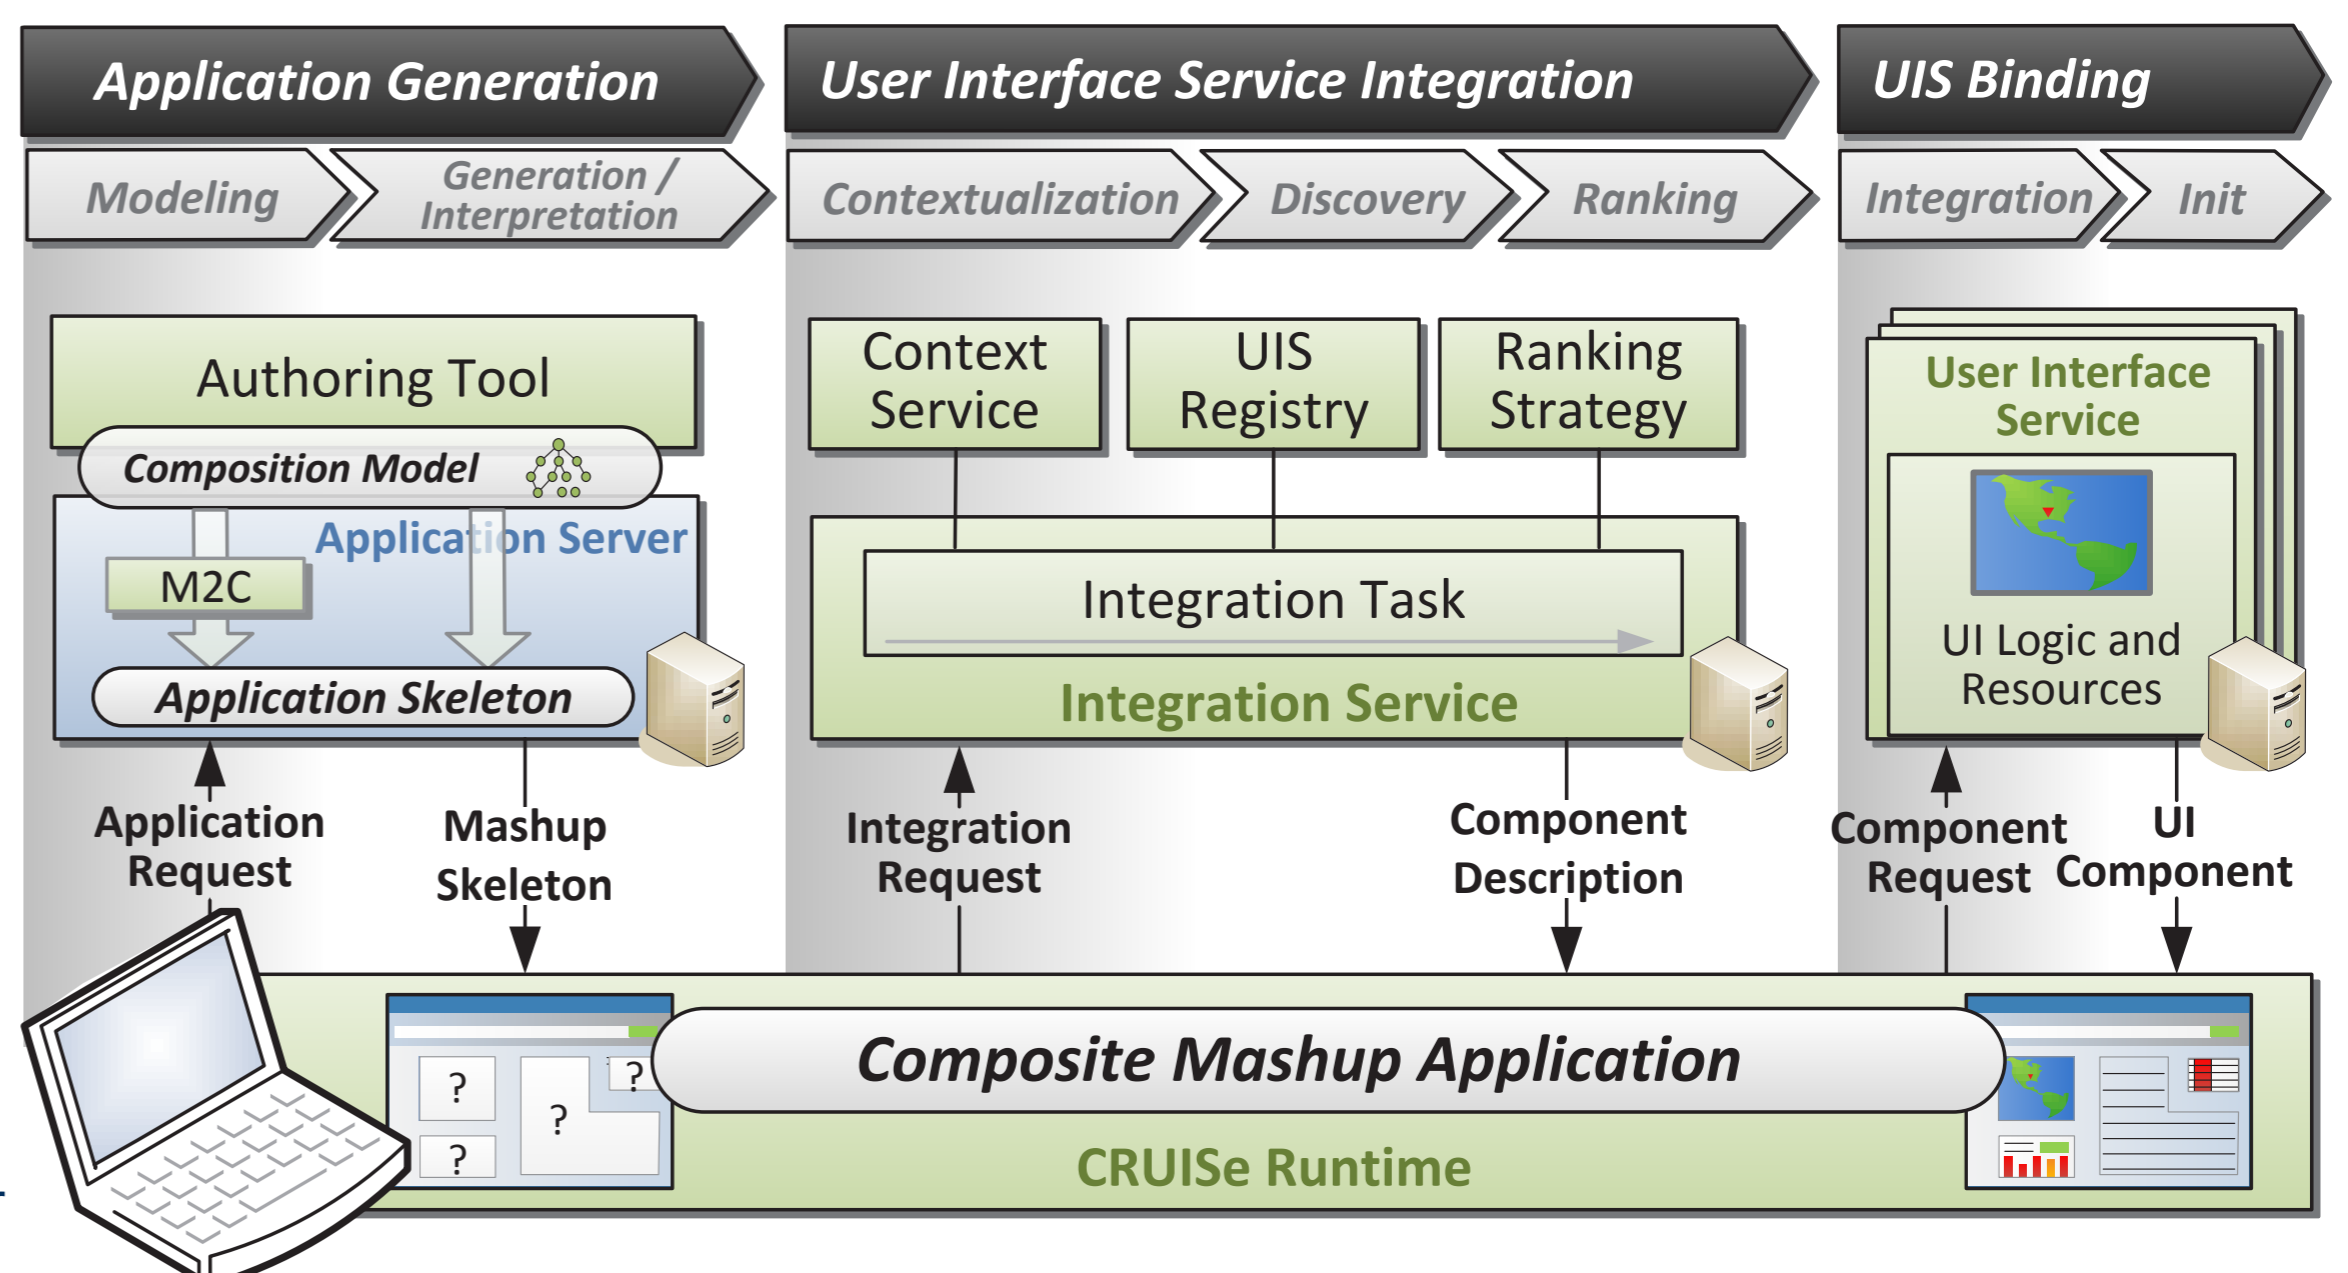 Application Generation
User Interface Service Integration
UIS Binding
Modeling
Generation /
Interpretation
Contextualization
Discovery
Ranking
Integration
Init
Authoring Tool
Composition Model
Application Server
M2C
Application Skeleton
Context
Service
UIS
Registry
Ranking
Strategy
Integration Task
Integration Service
User Interface
Service
UI Logic and
Resources
Application
Request
Mashup
Skeleton
Integration
Request
Component
Description
Component
Request
UI
Component
?
?
?
?
Composite Mashup Application
CRUISe Runtime